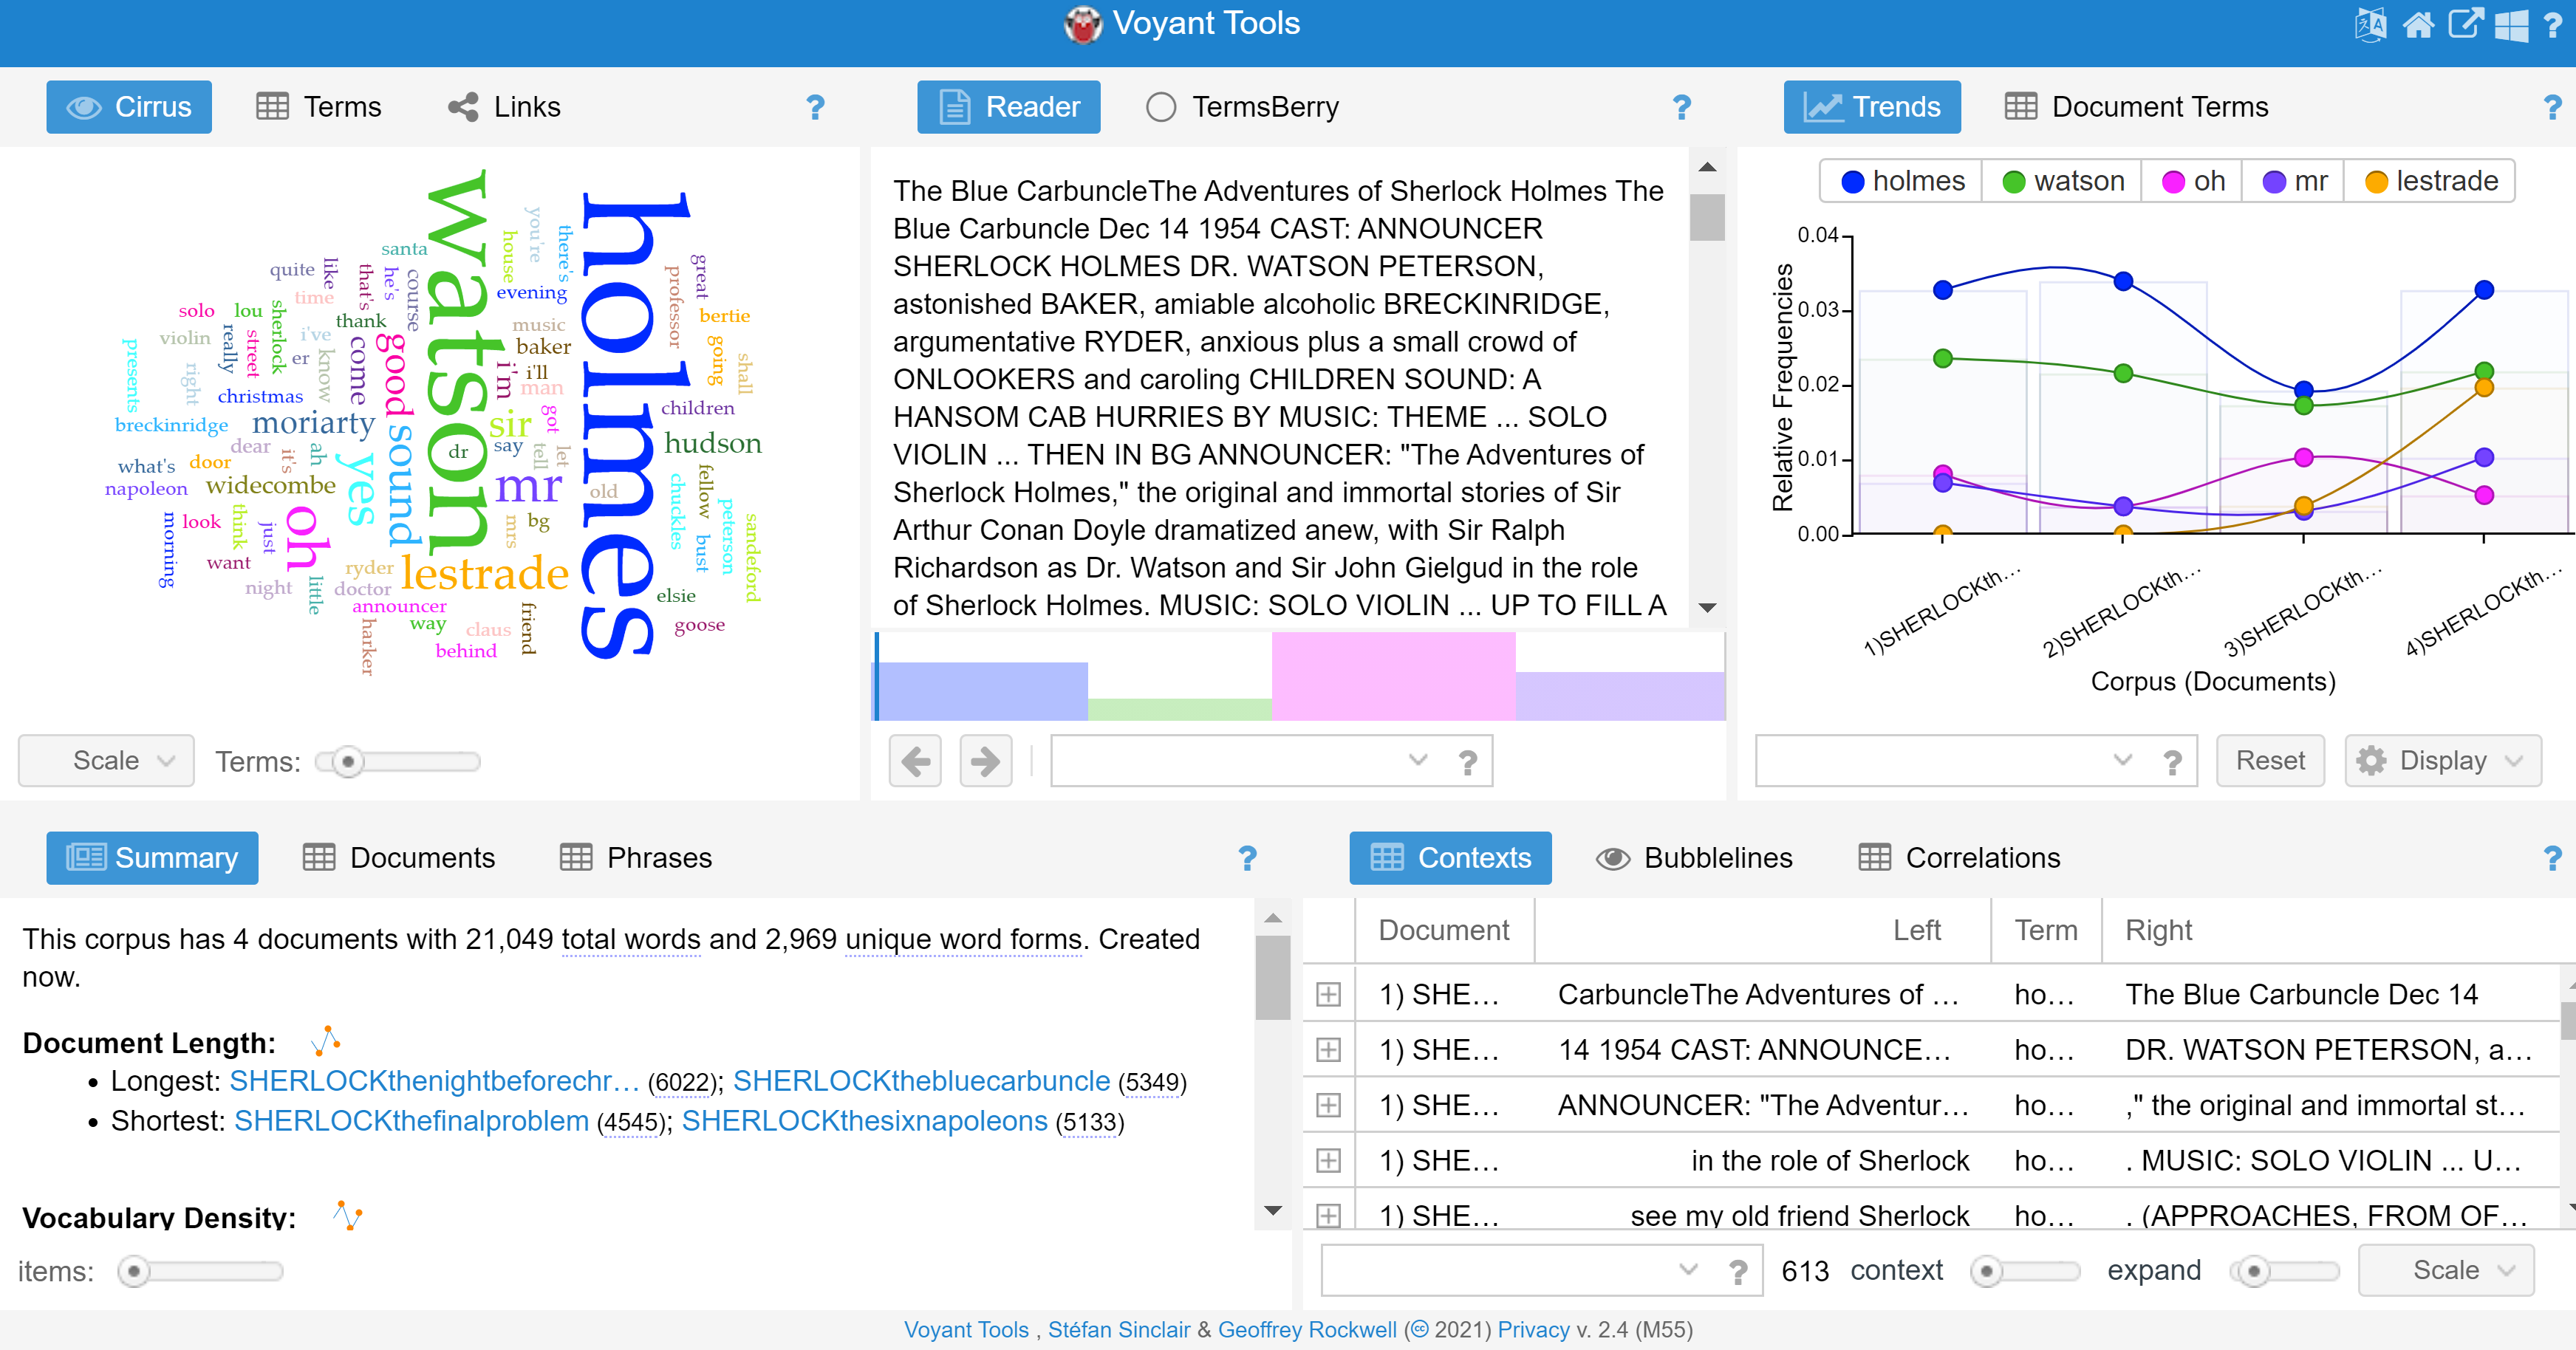 Voyant Tools
?
Cirrus Terms Links ?
holmes
watson
lestrade
mr
oh
yes
sound
good
sir
moriarty
hudson
widecombe
come
i'm
santa
quite
like
that's
he's
course
time
thank
solo
lou
sherlock
violin
really
street
i've
er
know
presents
right
christmas
breckinridge
dear
it's
ah
what's
door
napoleon
morning
look
think
just
want
night
little
ryder
doctor
announcer
way
harker
claus
behind
friend
you're
house
there's
evening
music
baker
i'll
man
got
dr
say
tell
let
old
mrs
bg
great
professor
bertie
going
shall
children
fellow
chuckles
peterson
bust
sandeford
elsie
goose
Scale Terms:
Reader TermsBerry ?
The Blue CarbuncleThe Adventures of Sherlock Holmes The
Blue Carbuncle Dec 14 1954 CAST: ANNOUNCER
SHERLOCK HOLMES DR. WATSON PETERSON,
astonished BAKER, amiable alcoholic BRECKINRIDGE,
argumentative RYDER, anxious plus a small crowd of
ONLOOKERS and caroling CHILDREN SOUND: A
HANSOM CAB HURRIES BY MUSIC: THEME ... SOLO
VIOLIN ... THEN IN BG ANNOUNCER: "The Adventures of
Sherlock Holmes," the original and immortal stories of Sir
Arthur Conan Doyle dramatized anew, with Sir Ralph
Richardson as Dr. Watson and Sir John Gielgud in the role
of Sherlock Holmes. MUSIC: SOLO VIOLIN ... UP TO FILL A
?
Trends Document Terms ?
holmes watson oh mr lestrade
Relative Frequencies
0.04
0.03
0.02
0.01
0.00
1)SHERLOCKth… 2)SHERLOCKth… 3)SHERLOCKth… 4)SHERLOCKth…
Corpus (Documents)
? Reset Display
Summary Documents Phrases ?
This corpus has 4 documents with 21,049 total words and 2,969 unique word forms. Created
now.
Document Length:
• Longest: SHERLOCKthenightbeforechr… (6022); SHERLOCKthebluecarbuncle (5349)
• Shortest: SHERLOCKthefinalproblem (4545); SHERLOCKthesixnapoleons (5133)
Vocabulary Density:
items:
Contexts Bubblelines Correlations ?
Document Left Term Right
1) SHE… CarbuncleThe Adventures of … ho… The Blue Carbuncle Dec 14
1) SHE… 14 1954 CAST: ANNOUNCE… ho… DR. WATSON PETERSON, a…
1) SHE… ANNOUNCER: "The Adventur… ho… ," the original and immortal st…
1) SHE… in the role of Sherlock ho… . MUSIC: SOLO VIOLIN ... U…
1) SHE… see my old friend Sherlock ho… . (APPROACHES, FROM OF…
? 613 context expand Scale
Voyant Tools , Stéfan Sinclair & Geoffrey Rockwell (cc 2021) Privacy v. 2.4 (M55)